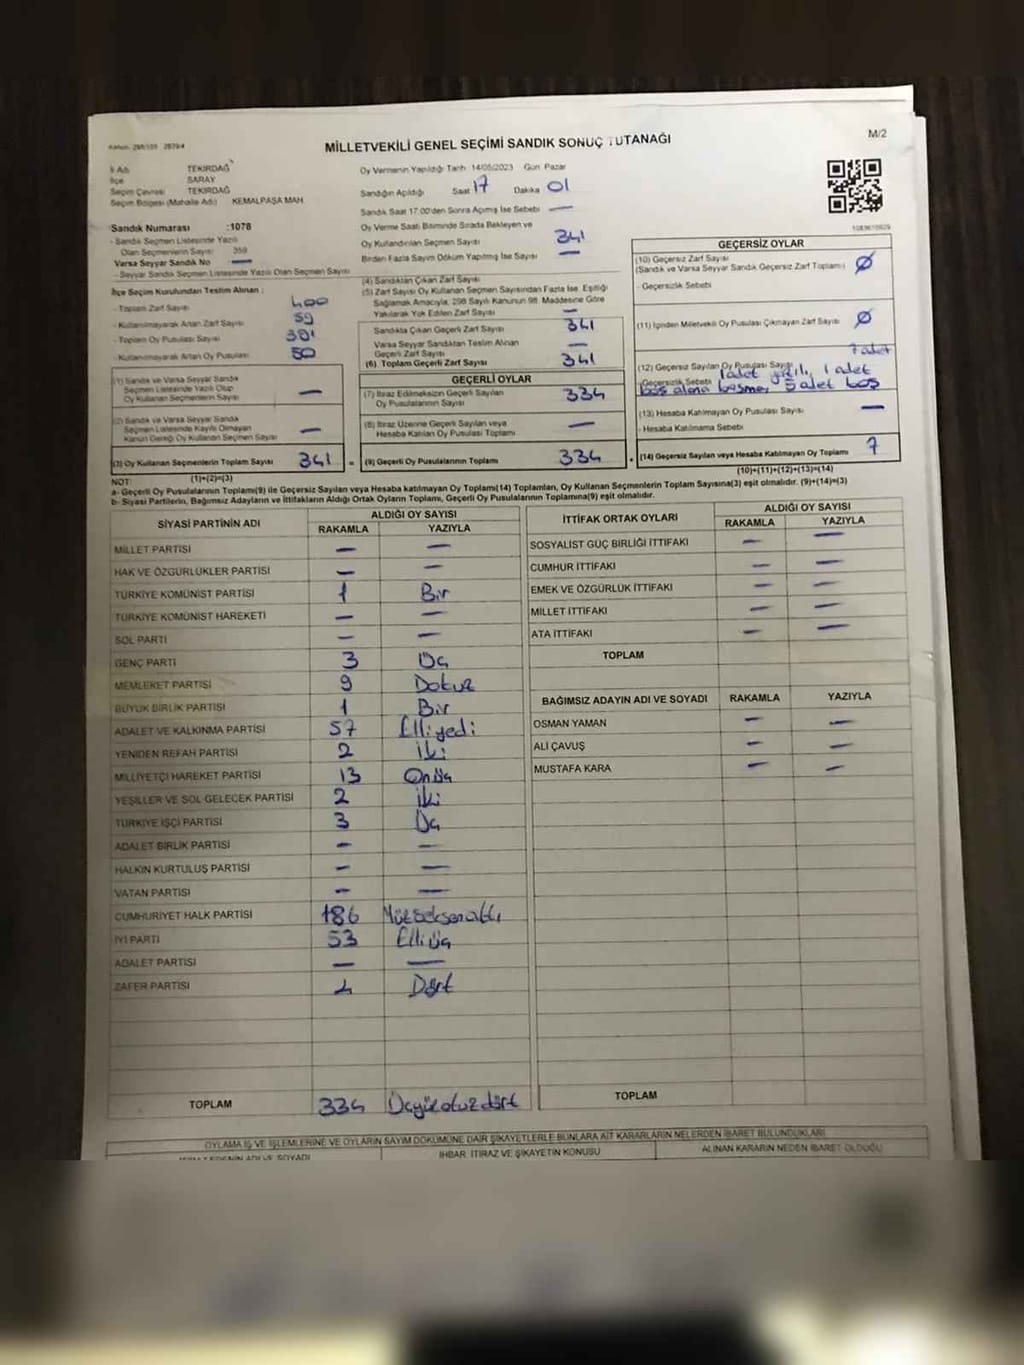 MİLLETVEKİLİ GENEL SEÇİMİ SANDIK SONUÇ TUTANAĞI
M/2
İl Adı TEKİRDAĞ
İlçe SARAY
Seçim Çevresi TEKİRDAĞ
Seçim Bölgesi (Mahalle Adı) KEMALPAŞA MAH
Oy Vermenin Yapıldığı Tarih 14/05/2023 Gün Pazar
Sandığın Açıldığı Saat 17 Dakika 01
Sandık Saat 17:00'den Sonra Açımış İse Sebebi —
Oy Verme Saati Bitiminde Sırada Bekleyen ve
Oy Kullandırılan Seçmen Sayısı 341
Birden Fazla Sayım Döküm Yapılmış İse Sayısı —
Sandık Numarası :1078
- Sandık Seçmen Listesinde Yazılı
Olan Seçmenlerin Sayısı 359
Varsa Seyyar Sandık No —
- Seyyar Sandık Seçmen Listesinde Yazılı Olan Seçmen Sayısı
İlçe Seçim Kurulundan Teslim Alınan :
- Toplam Zarf Sayısı 400
- Kullanılmayarak Artan Zarf Sayısı 59
- Toplam Oy Pusulası Sayısı
- Kullanılmayarak Artan Oy Pusulası 50
(1) Sandık ve Varsa Seyyar Sandık
Seçmen Listesinde Yazılı Olup
Oy Kullanan Seçmenlerin Sayısı —
(2) Sandık ve Varsa Seyyar Sandık
Seçmen Listesinde Kayıtlı Olmayan
Kanun Gereği Oy Kullanan Seçmen Sayısı —
(3) Oy Kullanan Seçmenlerin Toplam Sayısı 341
(1)+(2)=(3)
(4) Sandıktan Çıkan Zarf Sayısı
(5) Zarf Sayısı Oy Kullanan Seçmen Sayısından Fazla İse, Eşitliği
Sağlamak Amacıyla, 298 Sayılı Kanunun 98. Maddesine Göre
Yakılarak Yok Edilen Zarf Sayısı —
Sandıkta Çıkan Geçerli Zarf Sayısı 341
Varsa Seyyar Sandıktan Teslim Alınan
Geçerli Zarf Sayısı —
(6) Toplam Geçerli Zarf Sayısı 341
GEÇERLİ OYLAR
(7) İtiraz Edilmeksizin Geçerli Sayılan
Oy Pusulalarının Sayısı 334
(8) İtiraz Üzerine Geçerli Sayılan veya
Hesaba Katılan Oy Pusulaları Toplamı —
= (9) Geçerli Oy Pusulalarının Toplamı 334
GEÇERSİZ OYLAR
(10) Geçersiz Zarf Sayısı
(Sandık ve Varsa Seyyar Sandık Geçersiz Zarf Toplamı) Ø
- Geçersizlik Sebebi
(11) İçinden Milletvekili Oy Pusulası Çıkmayan Zarf Sayısı Ø
7 adet
(12) Geçersiz Sayılan Oy Pusulası Sayısı
- Geçersizlik Sebebi 1 adet 1 adet
boş alana basma, 5 adet boş
(13) Hesaba Katılmayan Oy Pusulası Sayısı —
- Hesaba Katılmama Sebebi
(14) Geçersiz Sayılan veya Hesaba Katılmayan Oy Toplamı 7
(10)+(11)+(12)+(13)=(14)
NOT:
a- Geçerli Oy Pusulalarının Toplamı(9) ile Geçersiz Sayılan veya Hesaba katılmayan Oy Toplamı(14) Toplamları, Oy Kullanan Seçmenlerin Toplam Sayısına(3) eşit olmalıdır. (9)+(14)=(3)
b- Siyasi Partilerin, Bağımsız Adayların ve İttifakların Aldığı Ortak Oyların Toplamı, Geçerli Oy Pusulalarının Toplamına(9) eşit olmalıdır.
SİYASİ PARTİNİN ADI ALDIĞI OY SAYISI
RAKAMLA YAZIYLA
MİLLET PARTİSİ — —
HAK VE ÖZGÜRLÜKLER PARTİSİ — —
TÜRKİYE KOMÜNİST PARTİSİ 1 Bir
TÜRKİYE KOMÜNİST HAREKETİ — —
SOL PARTİ — —
GENÇ PARTİ 3 Üç
MEMLEKET PARTİSİ 9 Dokuz
BÜYÜK BİRLİK PARTİSİ 1 Bir
ADALET VE KALKINMA PARTİSİ 57 Elliyedi
YENİDEN REFAH PARTİSİ 2 İki
MİLLİYETÇİ HAREKET PARTİSİ 13 Onüç
YEŞİLLER VE SOL GELECEK PARTİSİ 2 İki
TÜRKİYE İŞÇİ PARTİSİ 3 Üç
ADALET BİRLİK PARTİSİ — —
HALKIN KURTULUŞ PARTİSİ — —
VATAN PARTİSİ — —
CUMHURİYET HALK PARTİSİ 186
İYİ PARTİ 53 Elliüç
ADALET PARTİSİ — —
ZAFER PARTİSİ 4 Dört
TOPLAM 334 Üçyüzotuzdört
İTTİFAK ORTAK OYLARI ALDIĞI OY SAYISI
RAKAMLA YAZIYLA
SOSYALİST GÜÇ BİRLİĞİ İTTİFAKI — —
CUMHUR İTTİFAKI — —
EMEK VE ÖZGÜRLÜK İTTİFAKI — —
MİLLET İTTİFAKI — —
ATA İTTİFAKI — —
TOPLAM
BAĞIMSIZ ADAYIN ADI VE SOYADI RAKAMLA YAZIYLA
OSMAN YAMAN — —
ALİ ÇAVUŞ — —
MUSTAFA KARA — —
TOPLAM
OYLAMA İŞ VE İŞLEMLERİNE VE OYLARIN SAYIM DÖKÜMÜNE DAİR ŞİKAYETLERLE BUNLARA AİT KARARLARIN NELERDEN İBARET BULUNDUKLARI
İHBAR İTİRAZ VE ŞİKAYETİN KONUSU
ALINAN KARARIN NEDEN İBARET OLDUĞU